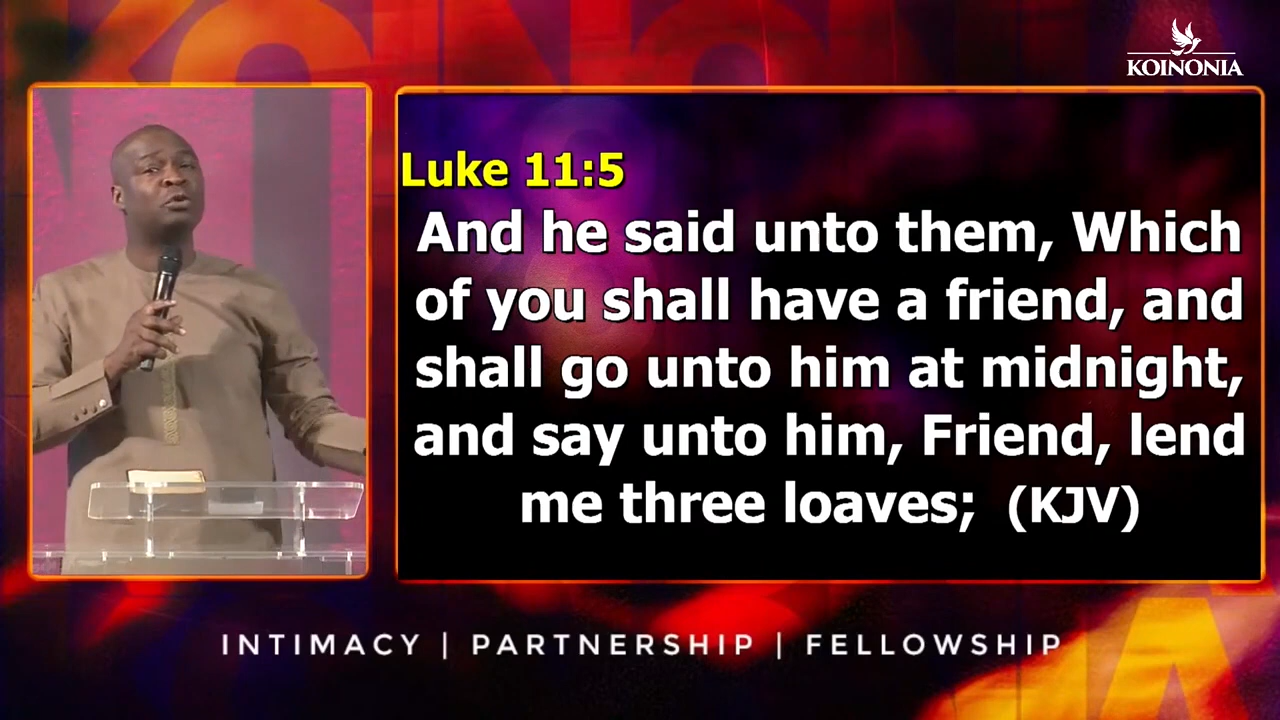 KOINONIA
Luke 11:5
And he said unto them, Which
of you shall have a friend, and
shall go unto him at midnight,
and say unto him, Friend, lend
me three loaves; (KJV)
INTIMACY | PARTNERSHIP | FELLOWSHIP